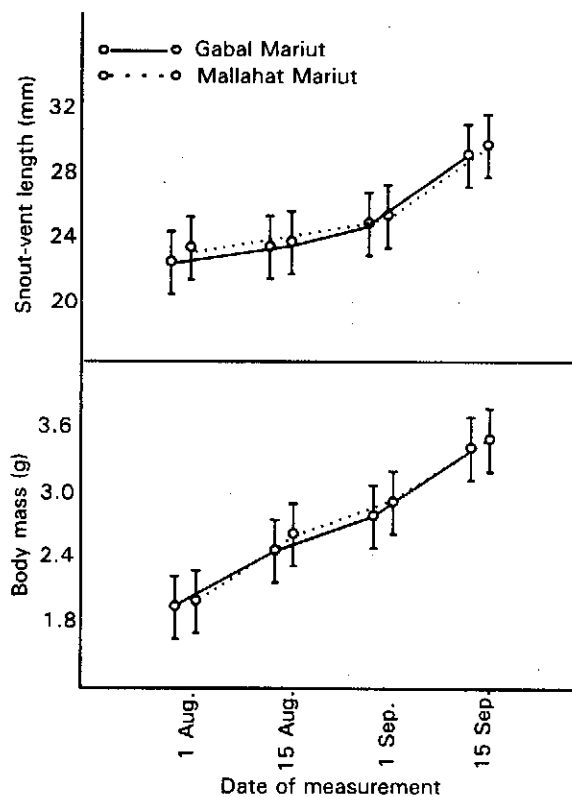 Gabal Mariut
Mallahat Mariut
Snout-vent length (mm)
32
28
24
20
Body mass (g)
3.6
3.0
2.4
1.8
1 Aug.
15 Aug.
1 Sep.
15 Sep.
Date of measurement